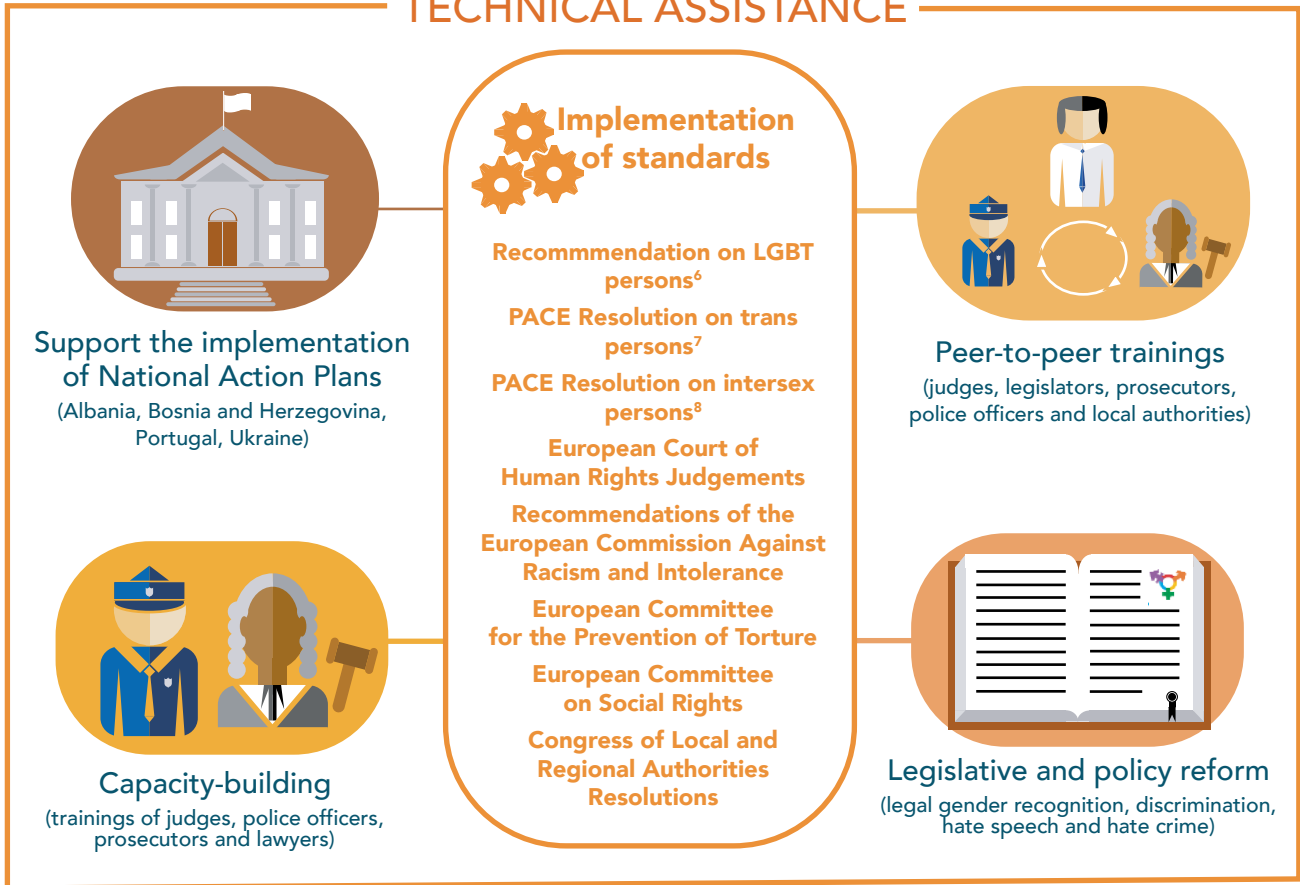 TECHNICAL ASSISTANCE
Implementation
of standards
Recommmendation on LGBT
persons⁶
PACE Resolution on trans
persons⁷
PACE Resolution on intersex
persons⁸
European Court of
Human Rights Judgements
Recommendations of the
European Commission Against
Racism and Intolerance
European Committee
for the Prevention of Torture
European Committee
on Social Rights
Congress of Local and
Regional Authorities
Resolutions
Support the implementation
of National Action Plans
(Albania, Bosnia and Herzegovina,
Portugal, Ukraine)
Peer-to-peer trainings
(judges, legislators, prosecutors,
police officers and local authorities)
Capacity-building
(trainings of judges, police officers,
prosecutors and lawyers)
Legislative and policy reform
(legal gender recognition, discrimination,
hate speech and hate crime)